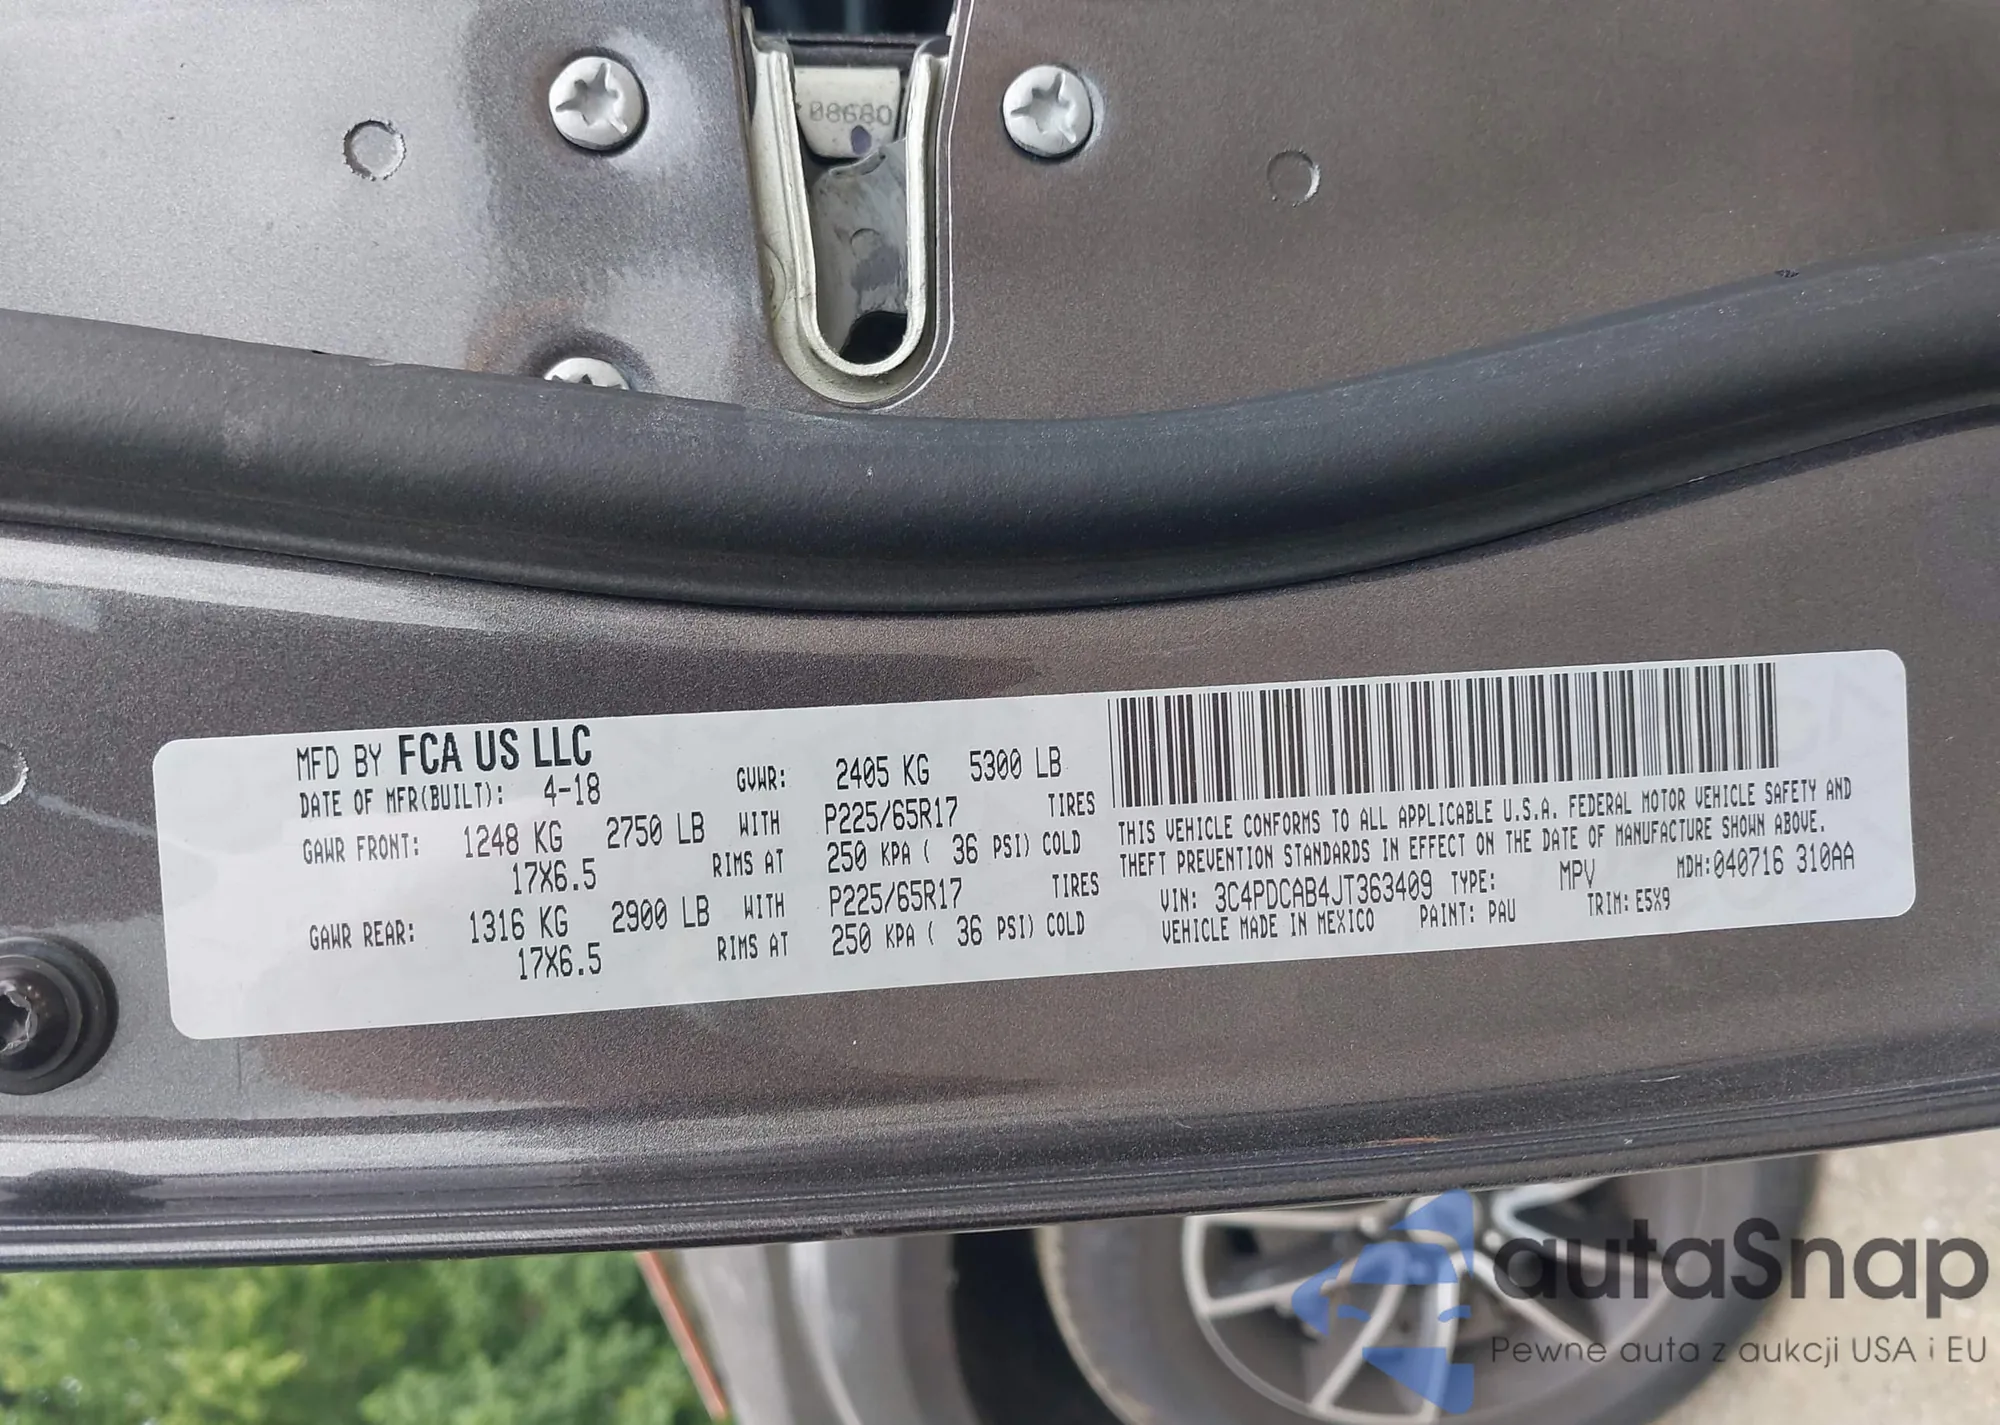 08680
MFD BY FCA US LLC
DATE OF MFR(BUILT): 4-18 GVWR: 2405 KG 5300 LB
GAWR FRONT: 1248 KG 2750 LB WITH P225/65R17 TIRES
17X6.5 RIMS AT 250 KPA ( 36 PSI) COLD
GAWR REAR: 1316 KG 2900 LB WITH P225/65R17 TIRES
17X6.5 RIMS AT 250 KPA ( 36 PSI) COLD
THIS VEHICLE CONFORMS TO ALL APPLICABLE U.S.A. FEDERAL MOTOR VEHICLE SAFETY AND
THEFT PREVENTION STANDARDS IN EFFECT ON THE DATE OF MANUFACTURE SHOWN ABOVE.
VIN: 3C4PDCAB4JT363409 TYPE: MPV MDH:040716 310AA
VEHICLE MADE IN MEXICO PAINT: PAU TRIM: E5X9
autaSnap
Pewne auta z aukcji USA i EU